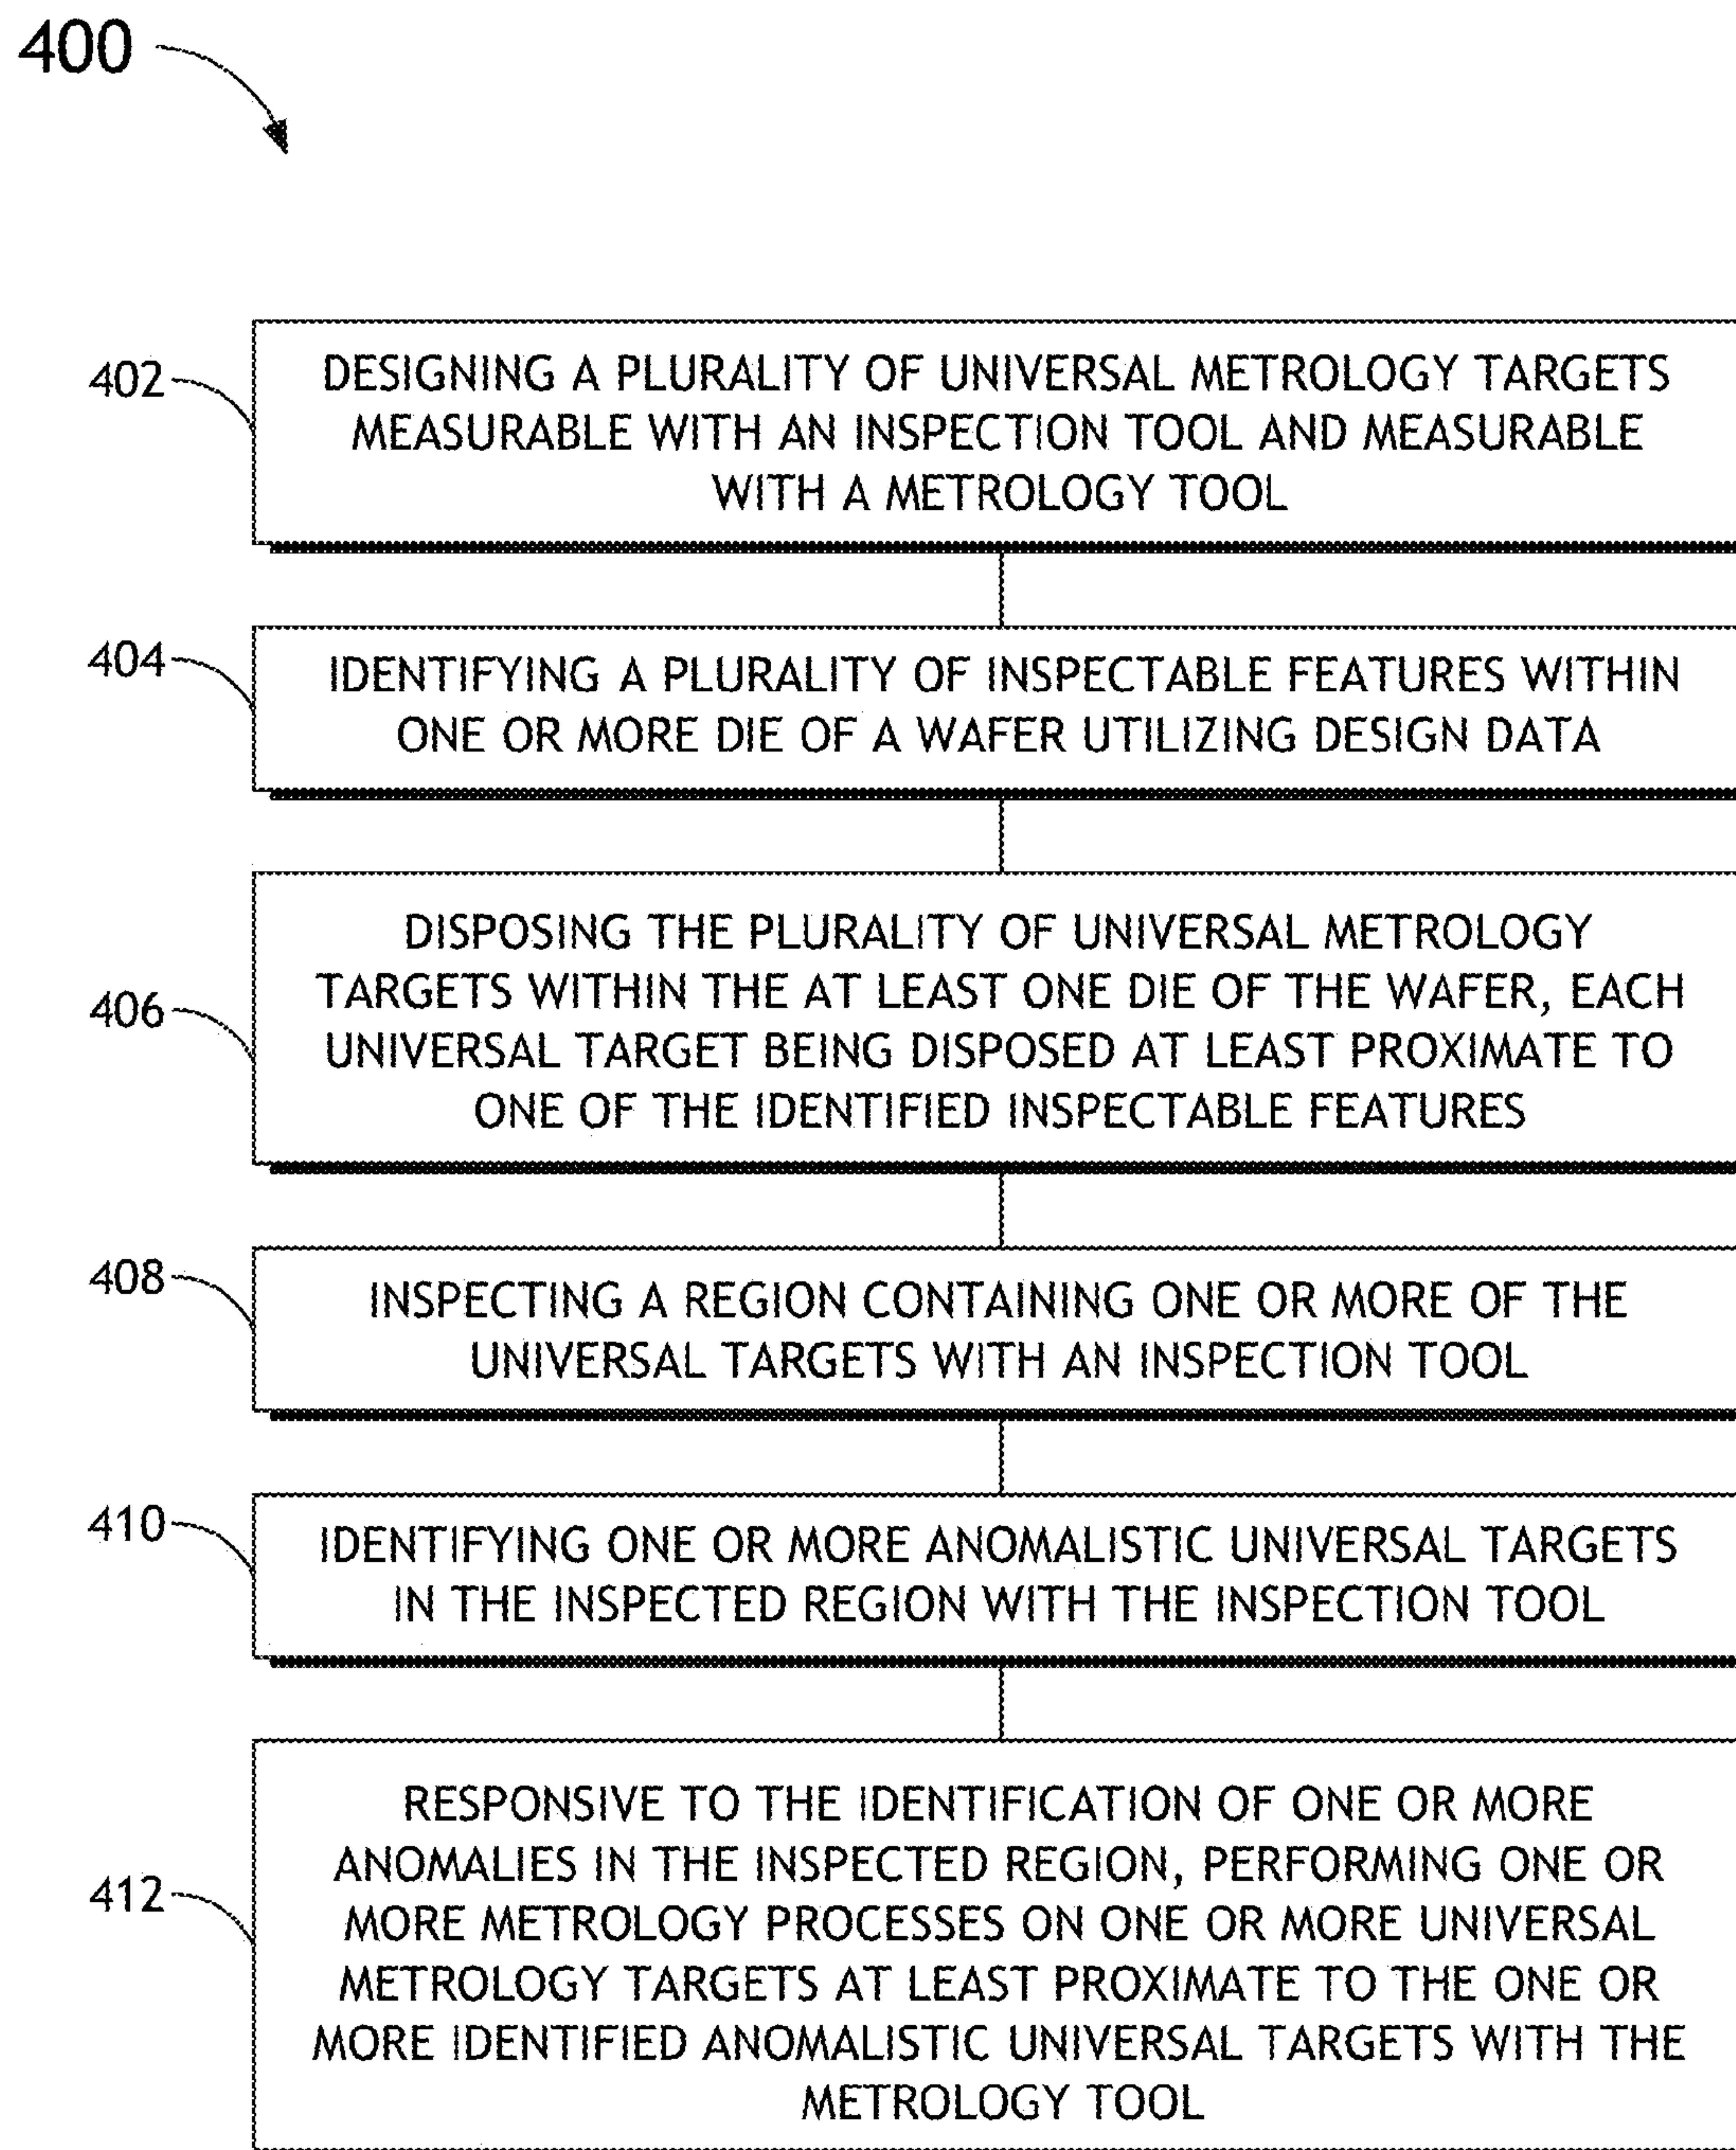 400
402
DESIGNING A PLURALITY OF UNIVERSAL METROLOGY TARGETS
MEASURABLE WITH AN INSPECTION TOOL AND MEASURABLE
WITH A METROLOGY TOOL
404
IDENTIFYING A PLURALITY OF INSPECTABLE FEATURES WITHIN
ONE OR MORE DIE OF A WAFER UTILIZING DESIGN DATA
406
DISPOSING THE PLURALITY OF UNIVERSAL METROLOGY
TARGETS WITHIN THE AT LEAST ONE DIE OF THE WAFER, EACH
UNIVERSAL TARGET BEING DISPOSED AT LEAST PROXIMATE TO
ONE OF THE IDENTIFIED INSPECTABLE FEATURES
408
INSPECTING A REGION CONTAINING ONE OR MORE OF THE
UNIVERSAL TARGETS WITH AN INSPECTION TOOL
410
IDENTIFYING ONE OR MORE ANOMALISTIC UNIVERSAL TARGETS
IN THE INSPECTED REGION WITH THE INSPECTION TOOL
412
RESPONSIVE TO THE IDENTIFICATION OF ONE OR MORE
ANOMALIES IN THE INSPECTED REGION, PERFORMING ONE OR
MORE METROLOGY PROCESSES ON ONE OR MORE UNIVERSAL
METROLOGY TARGETS AT LEAST PROXIMATE TO THE ONE OR
MORE IDENTIFIED ANOMALISTIC UNIVERSAL TARGETS WITH THE
METROLOGY TOOL